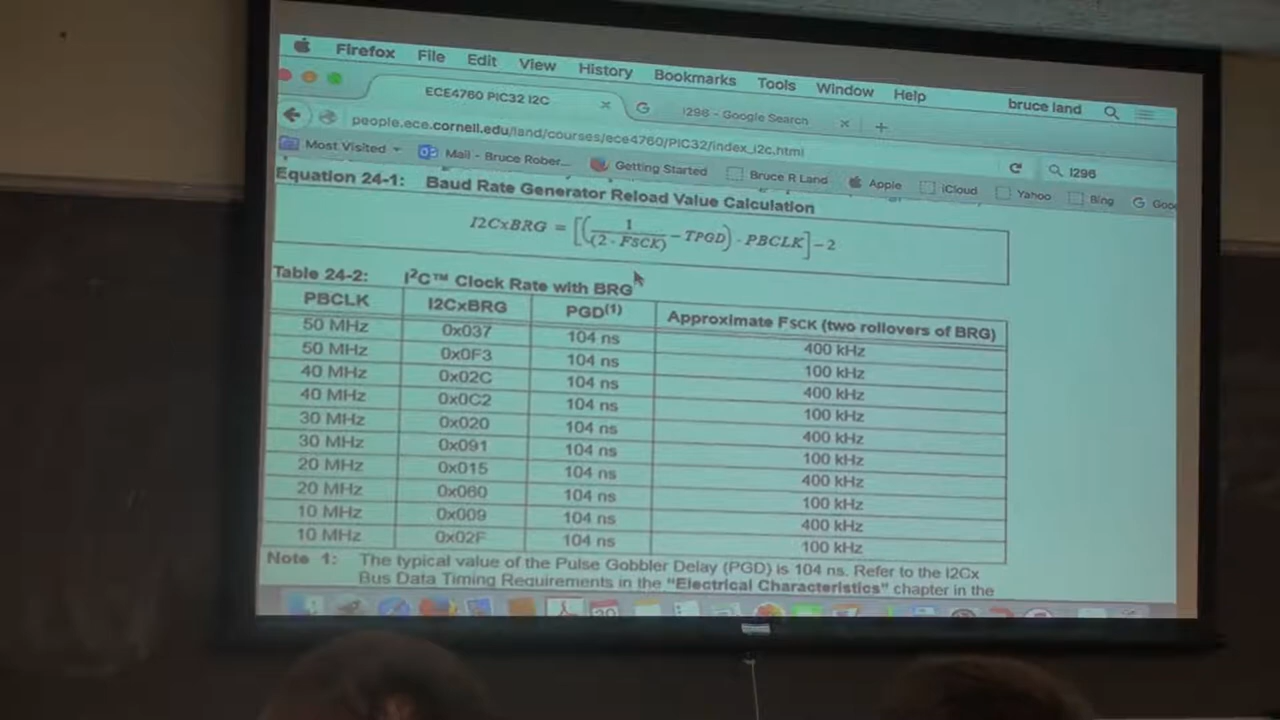 Firefox File Edit View History Bookmarks Tools Window Help bruce land
ECE4760 PIC32 I2C
I296 - Google Search
people.ece.cornell.edu/land/courses/ece4760/PIC32/index_i2c.html
I296
Most Visited Mail - Bruce Rober... Getting Started Bruce R Land Apple iCloud Yahoo Bing Goo
Equation 24-1: Baud Rate Generator Reload Value Calculation
I2CxBRG = [(1/(2 · FSCK) - TPGD) · PBCLK] - 2
Table 24-2: I²C™ Clock Rate with BRG
PBCLK I2CxBRG PGD(1) Approximate FSCK (two rollovers of BRG)
50 MHz 0x037 104 ns 400 kHz
50 MHz 0x0F3 104 ns 100 kHz
40 MHz 0x02C 104 ns 400 kHz
40 MHz 0x0C2 104 ns 100 kHz
30 MHz 0x020 104 ns 400 kHz
30 MHz 0x091 104 ns 100 kHz
20 MHz 0x015 104 ns 400 kHz
20 MHz 0x060 104 ns 100 kHz
10 MHz 0x009 104 ns 400 kHz
10 MHz 0x02F 104 ns 100 kHz
Note 1: The typical value of the Pulse Gobbler Delay (PGD) is 104 ns. Refer to the I2Cx
Bus Data Timing Requirements in the "Electrical Characteristics" chapter in the